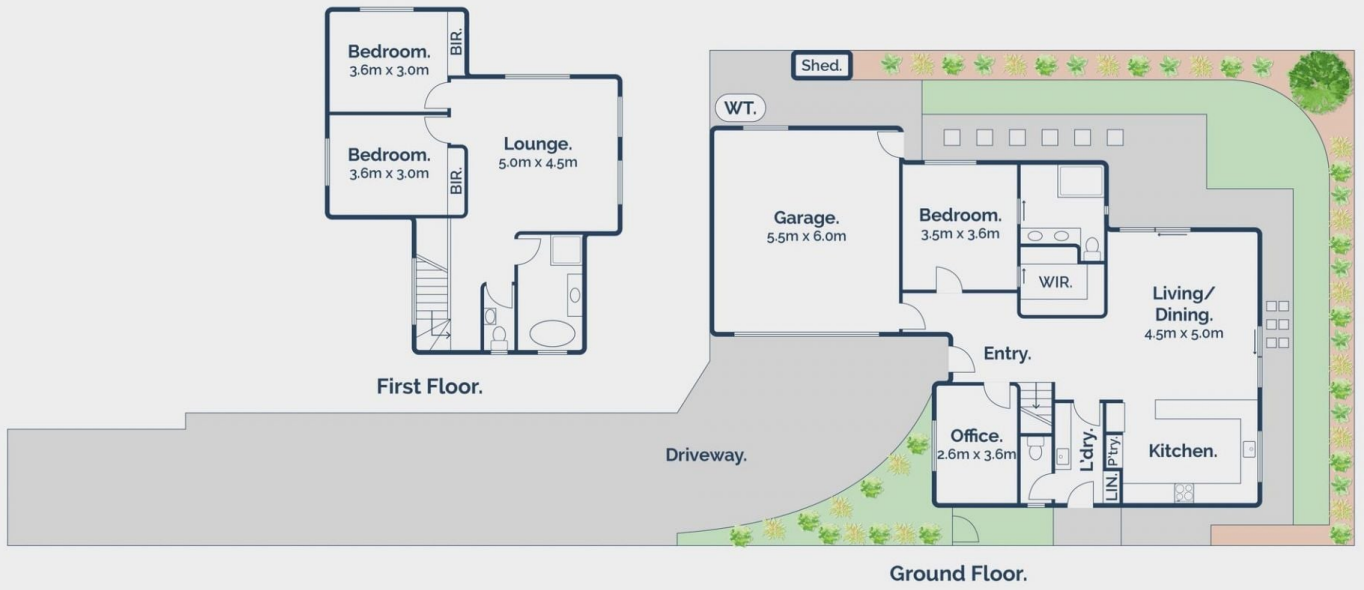 Bedroom.
3.6m x 3.0m
BIR.
Bedroom.
3.6m x 3.0m
BIR.
Lounge.
5.0m x 4.5m
First Floor.
Shed.
WT.
Garage.
5.5m x 6.0m
Bedroom.
3.5m x 3.6m
WIR.
Living/
Dining.
4.5m x 5.0m
Entry.
Office.
2.6m x 3.6m
L'dry.
P'try.
LIN.
Kitchen.
Driveway.
Ground Floor.